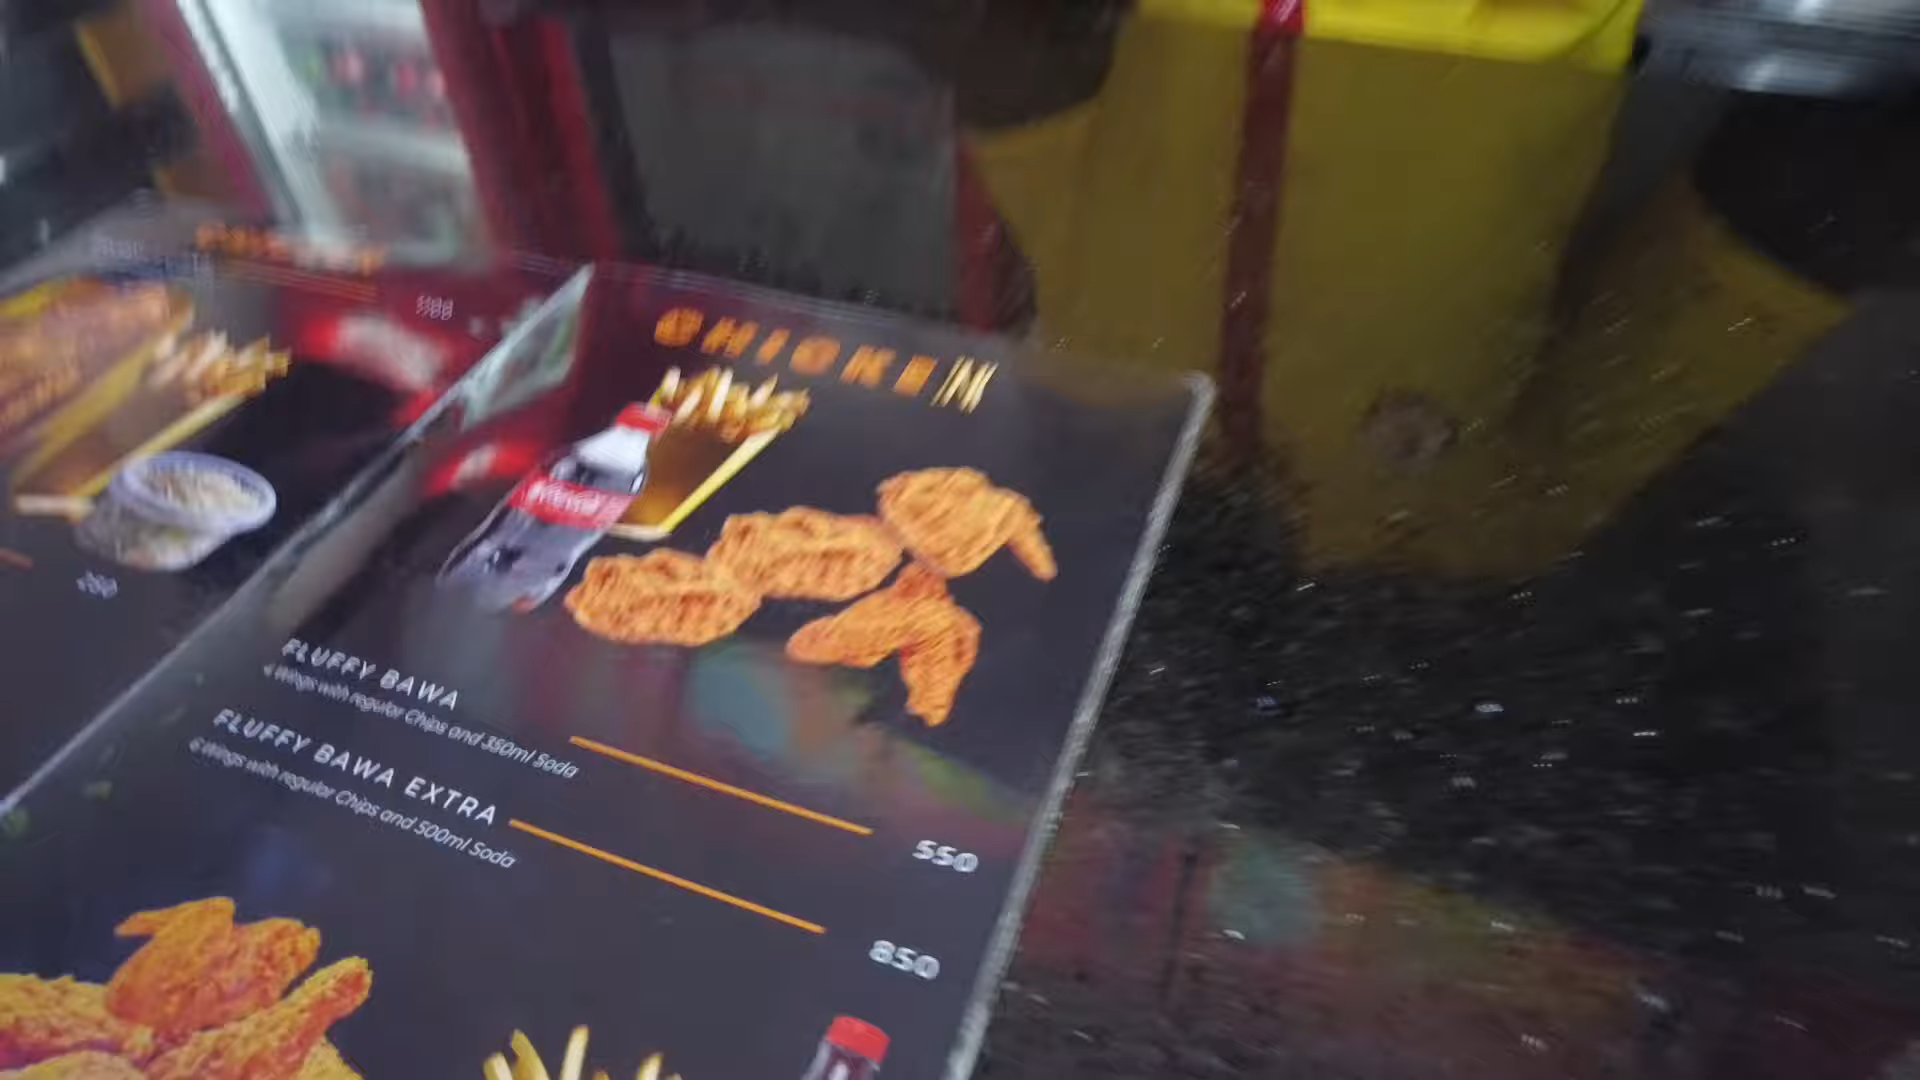 CHICKEN
FLUFFY BAWA
4 Wings with regular Chips and 350ml Soda
550
FLUFFY BAWA EXTRA
6 Wings with regular Chips and 500ml Soda
850